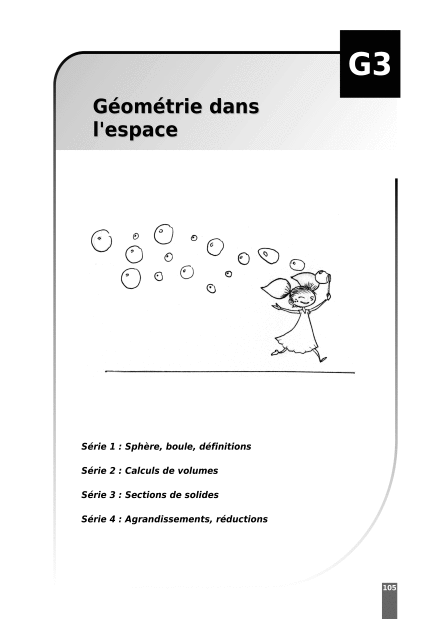 G3
Géométrie dans
l'espace
Série 1 : Sphère, boule, définitions
Série 2 : Calculs de volumes
Série 3 : Sections de solides
Série 4 : Agrandissements, réductions
105